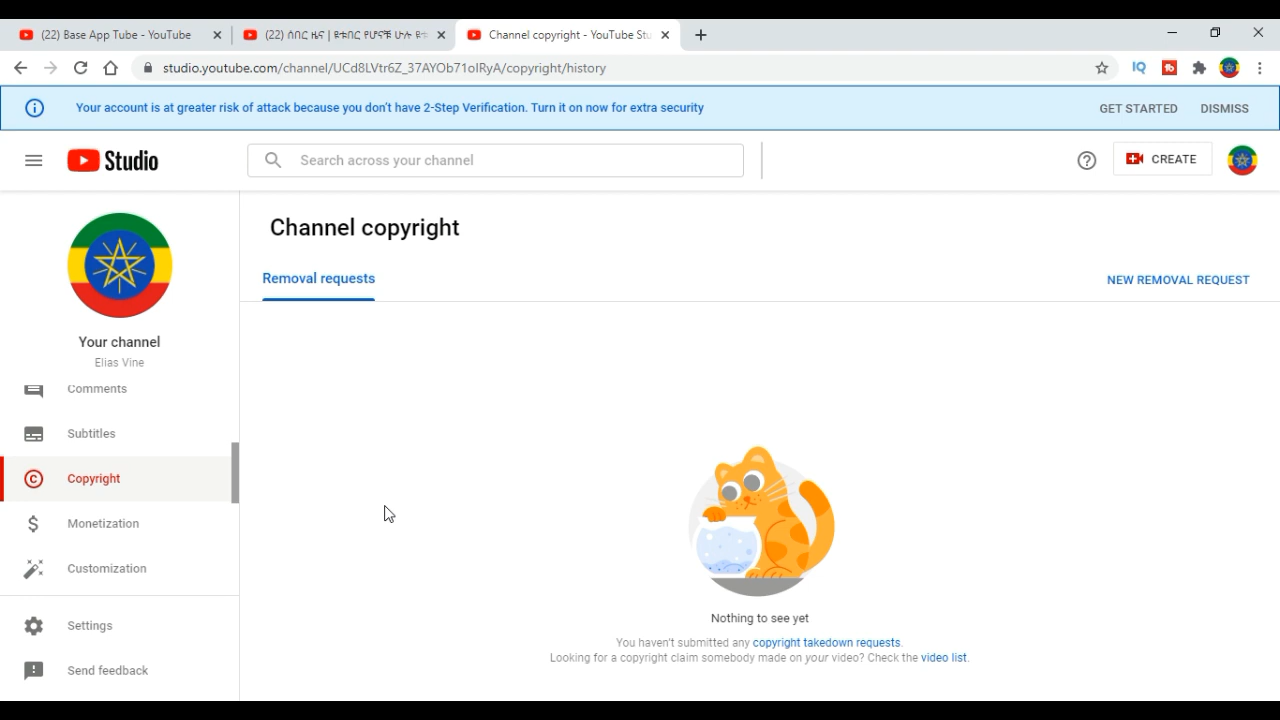 (22) Base App Tube - YouTube
(22) ሰበር ዜና | ዩቱበር የሆናችሁ ሁሉ
Channel copyright - YouTube Stu
studio.youtube.com/channel/UCd8LVtr6Z_37AYOb71oIRyA/copyright/history
IQ
Your account is at greater risk of attack because you don't have 2-Step Verification. Turn it on now for extra security
GET STARTED
DISMISS
Studio
Search across your channel
CREATE
Channel copyright
Removal requests
NEW REMOVAL REQUEST
Your channel
Elias Vine
Comments
Subtitles
Copyright
Monetization
Customization
Settings
Send feedback
Nothing to see yet
You haven't submitted any copyright takedown requests.
Looking for a copyright claim somebody made on your video? Check the video list.